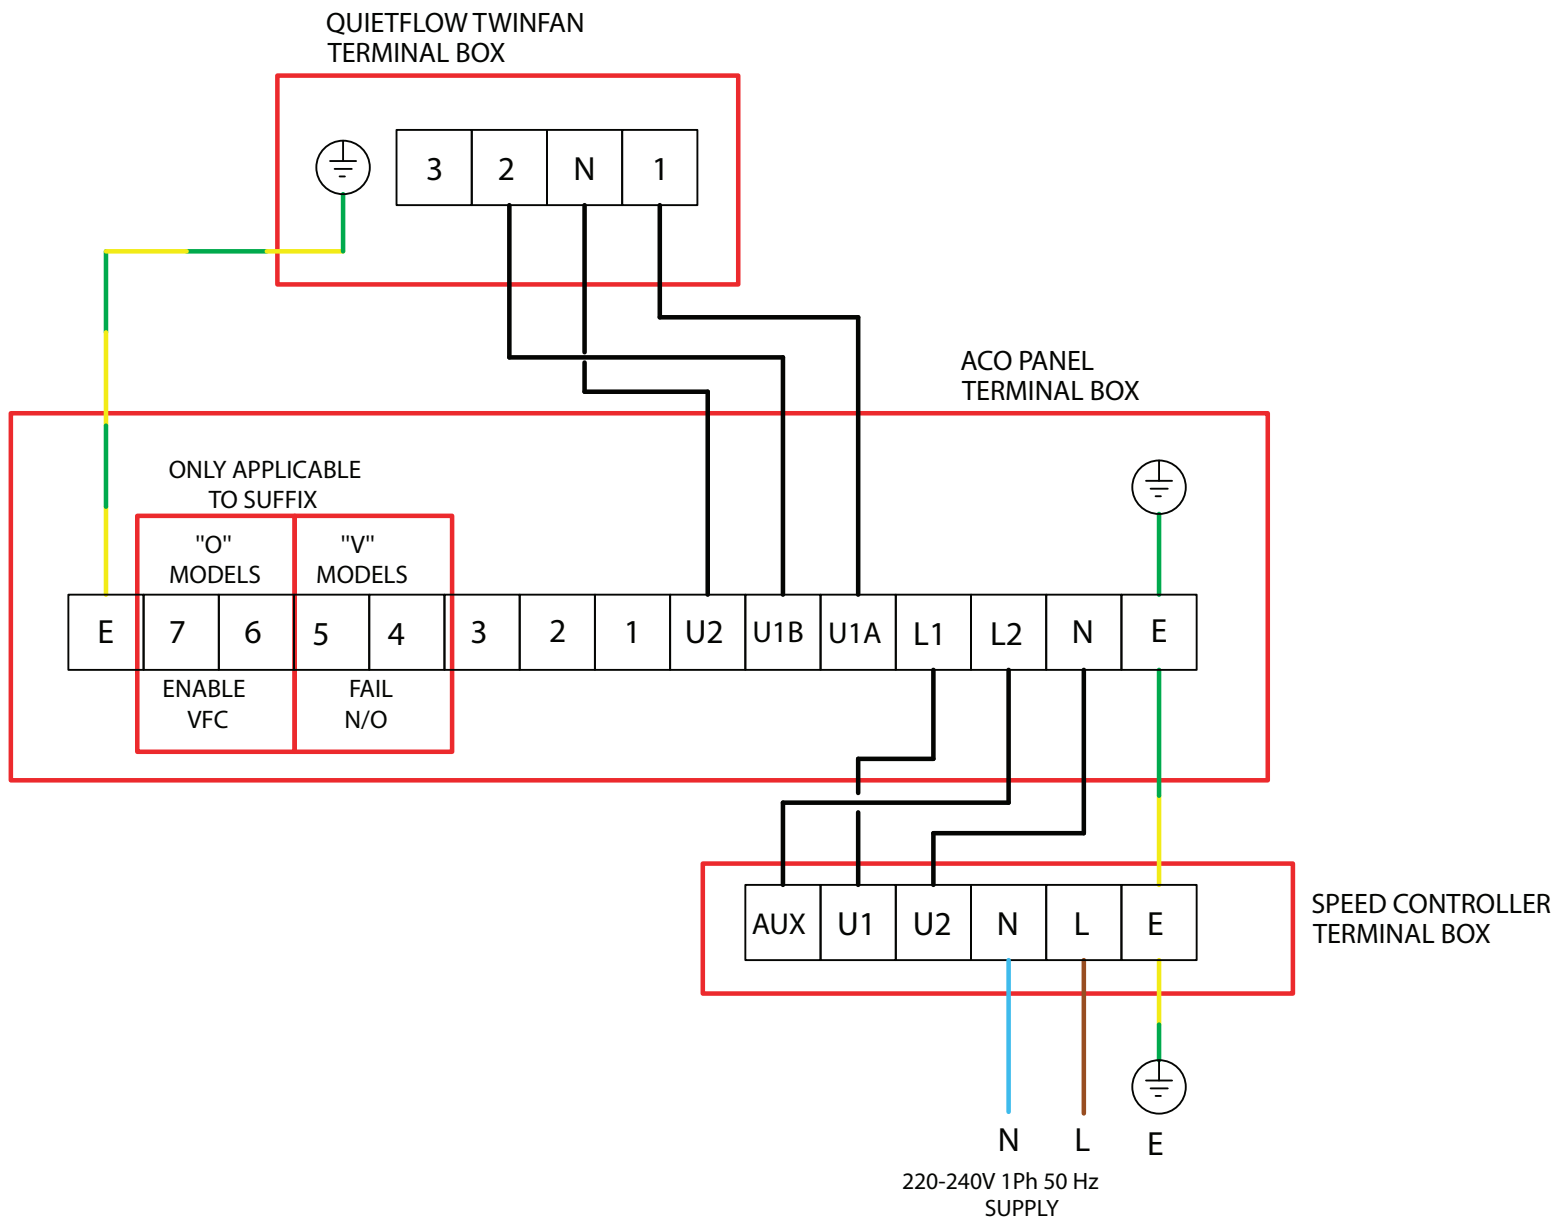 QUIETFLOW TWINFAN
TERMINAL BOX
3 2 N 1
ACO PANEL
TERMINAL BOX
ONLY APPLICABLE
TO SUFFIX
"O"
MODELS
"V"
MODELS
E 7 6 5 4 3 2 1 U2 U1B U1A L1 L2 N E
ENABLE
VFC
FAIL
N/O
AUX U1 U2 N L E
SPEED CONTROLLER
TERMINAL BOX
N L E
220-240V 1Ph 50 Hz
SUPPLY